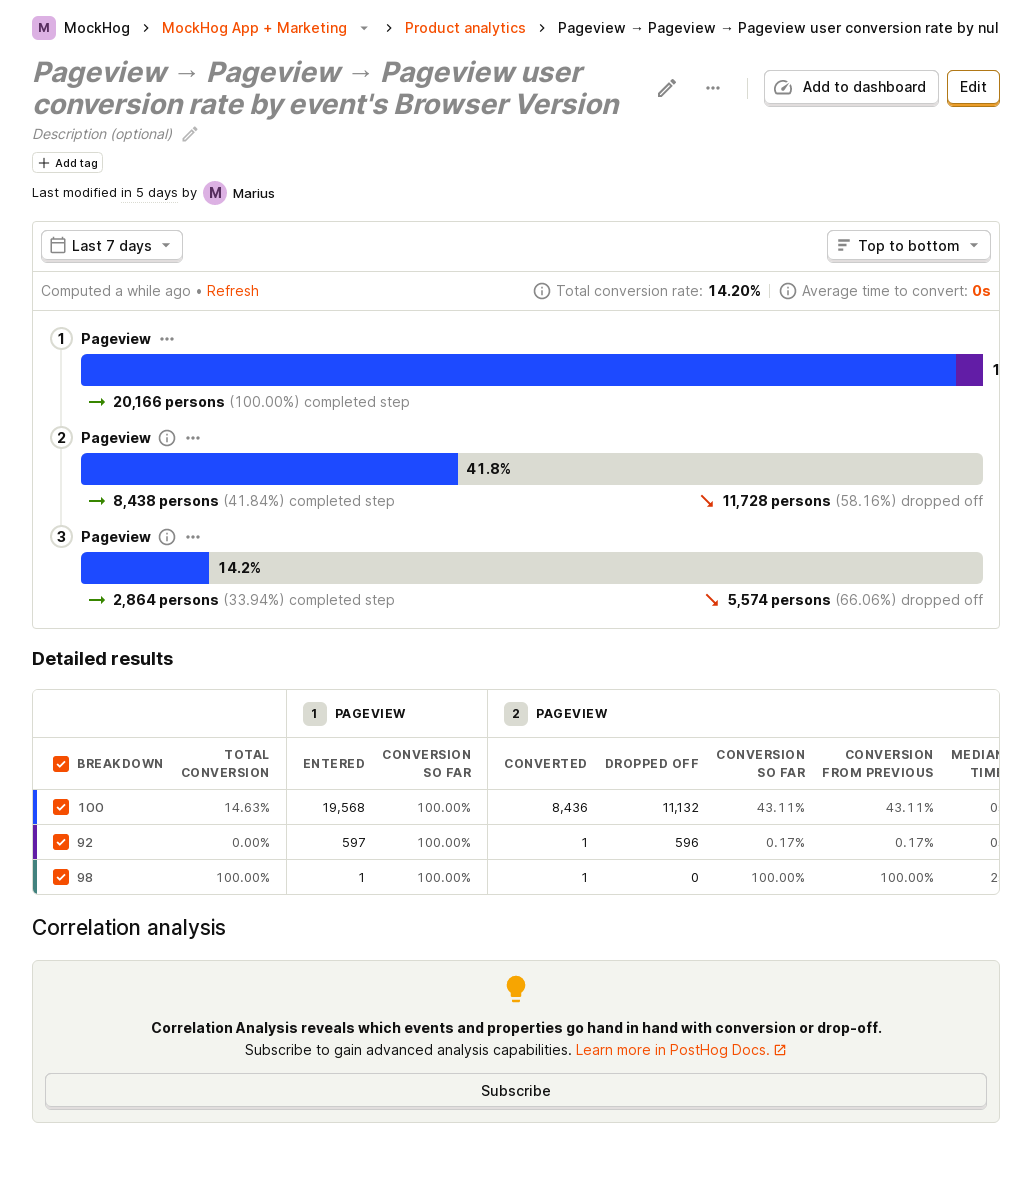 M MockHog MockHog App + Marketing Product analytics Pageview → Pageview → Pageview user conversion rate by nul
Pageview → Pageview → Pageview user
conversion rate by event's Browser Version
Add to dashboard
Edit
Description (optional)
Add tag
Last modified in 5 days by M Marius
Last 7 days
Top to bottom
Computed a while ago • Refresh
Total conversion rate: 14.20%
Average time to convert: 0s
1 Pageview
1
20,166 persons (100.00%) completed step
2 Pageview
41.8%
8,438 persons (41.84%) completed step
11,728 persons (58.16%) dropped off
3 Pageview
14.2%
2,864 persons (33.94%) completed step
5,574 persons (66.06%) dropped off
Detailed results
1 PAGEVIEW
2 PAGEVIEW
BREAKDOWN
TOTAL
CONVERSION
ENTERED
CONVERSION
SO FAR
CONVERTED
DROPPED OFF
CONVERSION
SO FAR
CONVERSION
FROM PREVIOUS
MEDIAN
TIME
100 14.63% 19,568 100.00% 8,436 11,132 43.11% 43.11% 0
92 0.00% 597 100.00% 1 596 0.17% 0.17% 0
98 100.00% 1 100.00% 1 0 100.00% 100.00% 2
Correlation analysis
Correlation Analysis reveals which events and properties go hand in hand with conversion or drop-off.
Subscribe to gain advanced analysis capabilities. Learn more in PostHog Docs.
Subscribe